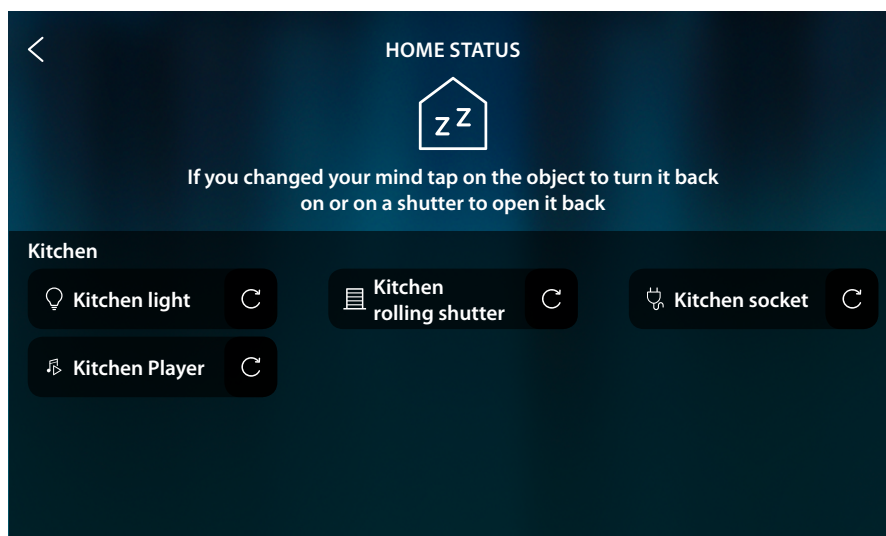 HOME STATUS
z z
If you changed your mind tap on the object to turn it back
on or on a shutter to open it back
Kitchen
Kitchen light
Kitchen
rolling shutter
Kitchen socket
Kitchen Player